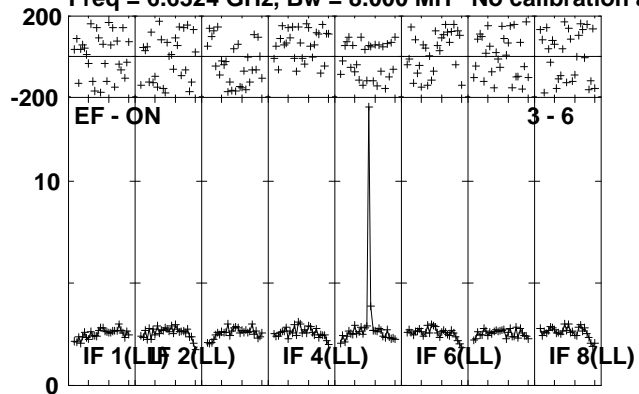 Freq = 6.6324 GHz, Bw = 8.000 MH No calibration a
200
-200
EF - ON 3 - 6
10
IF 1(LL) IF 2(LL) IF 4(LL) IF 6(LL) IF 8(LL)
0